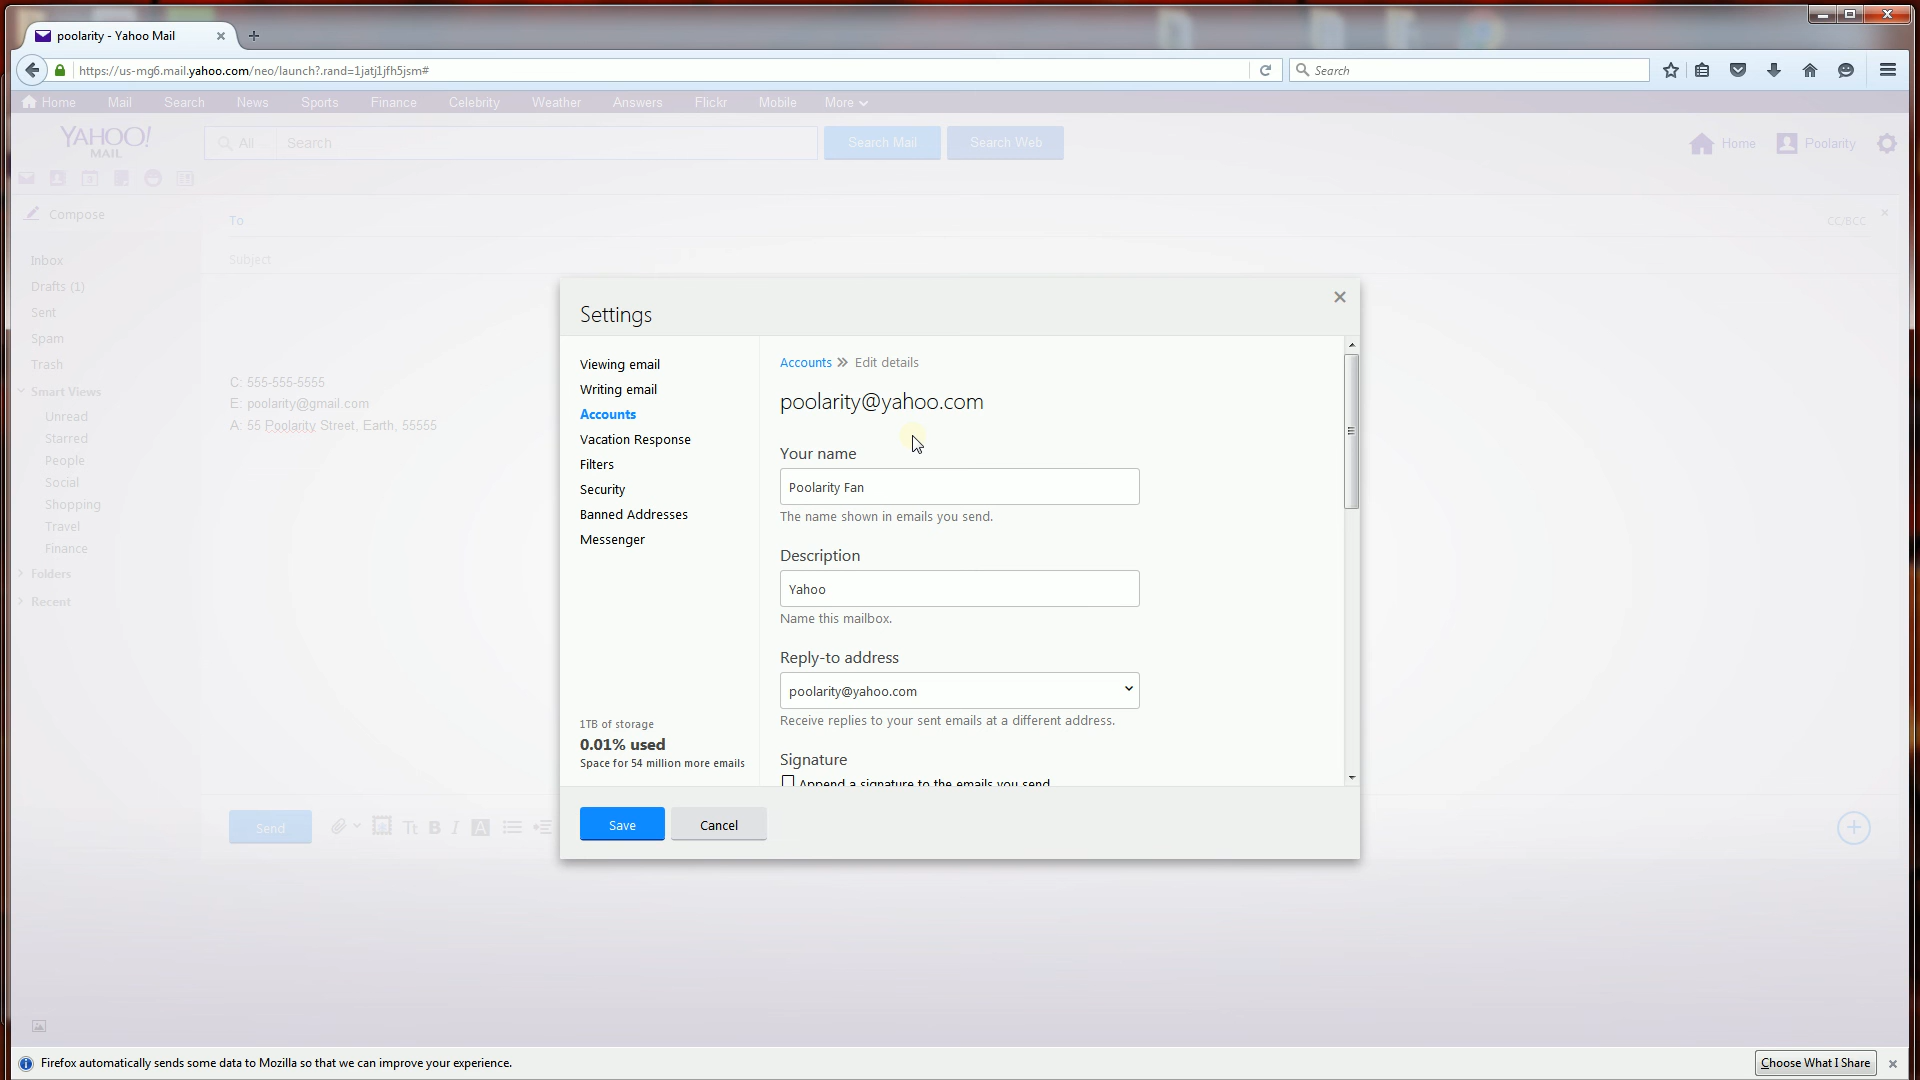 poolarity - Yahoo Mail
https://us-mg6.mail.yahoo.com/neo/launch?.rand=1jatj1jfh5jsm#
Search
Home Mail Search News Sports Finance Celebrity Weather Answers Flickr Mobile More
YAHOO!
MAIL
All Search
Search Mail
Search Web
Home
Poolarity
Compose
To
CC/BCC
Subject
Inbox
Drafts (1)
Sent
Spam
Trash
Smart Views
Unread
Starred
People
Social
Shopping
Travel
Finance
Folders
Recent
C: 555-555-5555
E: poolarity@gmail.com
A: 55 Poolarity Street, Earth, 55555
Send
Settings
Viewing email
Writing email
Accounts
Vacation Response
Filters
Security
Banned Addresses
Messenger
1TB of storage
0.01% used
Space for 54 million more emails
Accounts » Edit details
poolarity@yahoo.com
Your name
Poolarity Fan
The name shown in emails you send.
Description
Yahoo
Name this mailbox.
Reply-to address
poolarity@yahoo.com
Receive replies to your sent emails at a different address.
Signature
Append a signature to the emails you send
Save
Cancel
Firefox automatically sends some data to Mozilla so that we can improve your experience.
Choose What I Share